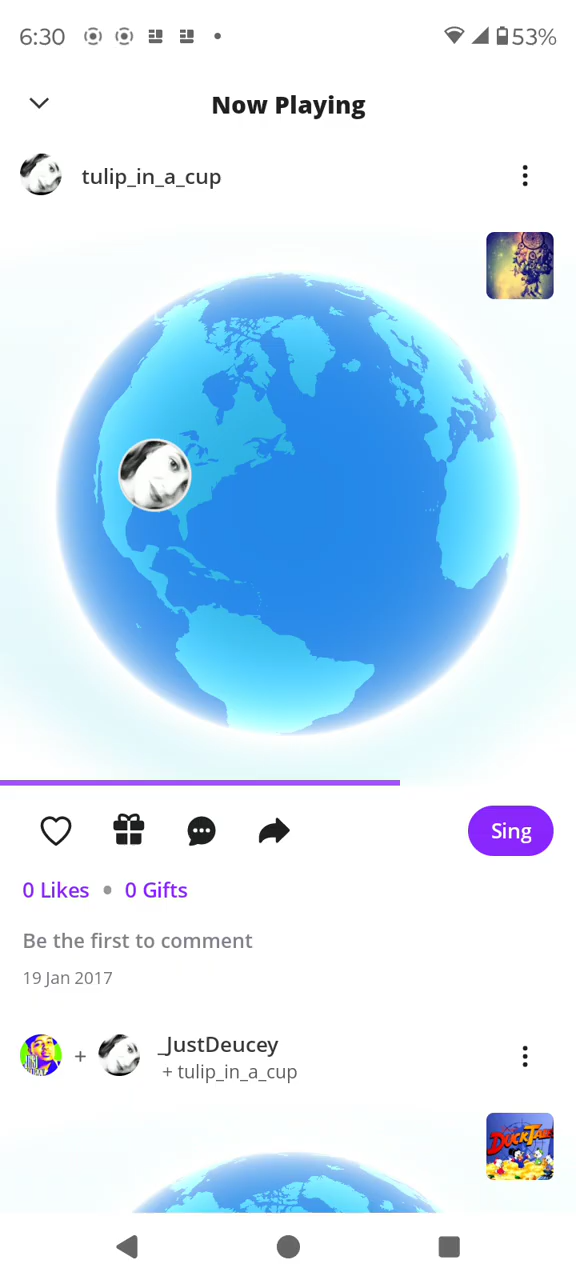 6:30
53%
Now Playing
tulip_in_a_cup
Sing
0 Likes
0 Gifts
Be the first to comment
19 Jan 2017
+
_JustDeucey
+ tulip_in_a_cup
DUCKTALES